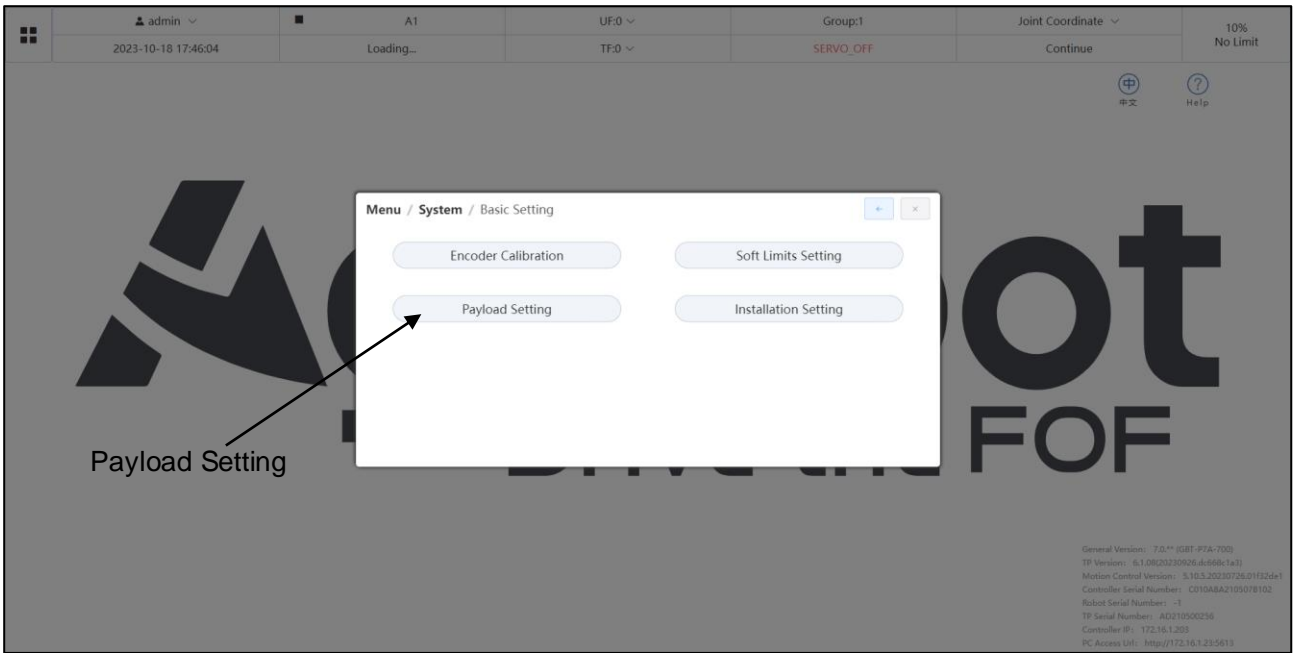 admin
A1
UF:0
Group:1
Joint Coordinate
10%
No Limit
2023-10-18 17:46:04
Loading...
TF:0
SERVO_OFF
Continue
中
?
中文
Help
Menu / System / Basic Setting
Encoder Calibration
Soft Limits Setting
Payload Setting
Installation Setting
ot
FOF
Payload Setting
General Version: 7.0.** (GBT-P7A-700)
TP Version: 6.1.08(20230926.dc668c1a3)
Motion Control Version: 5.10.5.20230726.01f32de1
Controller Serial Number: C010ABA2105078102
Robot Serial Number: -1
TP Serial Number: AD210500256
Controller IP: 172.16.1.203
PC Access Url: http://172.16.1.23:5613